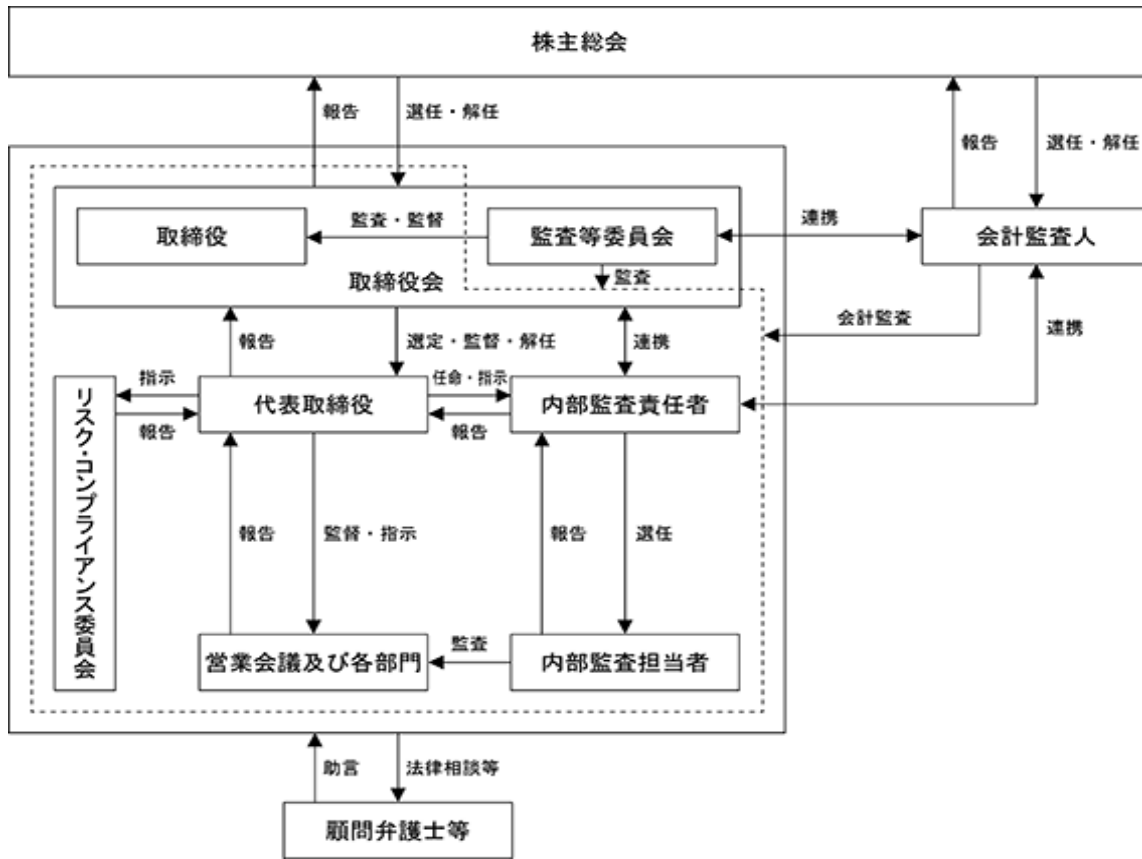 株主総会
報告
選任・解任
報告
選任・解任
取締役
監査・監督
監査等委員会
連携
会計監査人
取締役会
監査
会計監査
連携
報告
選定・監督・解任
連携
指示
代表取締役
任命・指示
内部監査責任者
報告
報告
リスク・コンプライアンス委員会
報告
監督・指示
報告
選任
営業会議及び各部門
監査
内部監査担当者
助言
法律相談等
顧問弁護士等